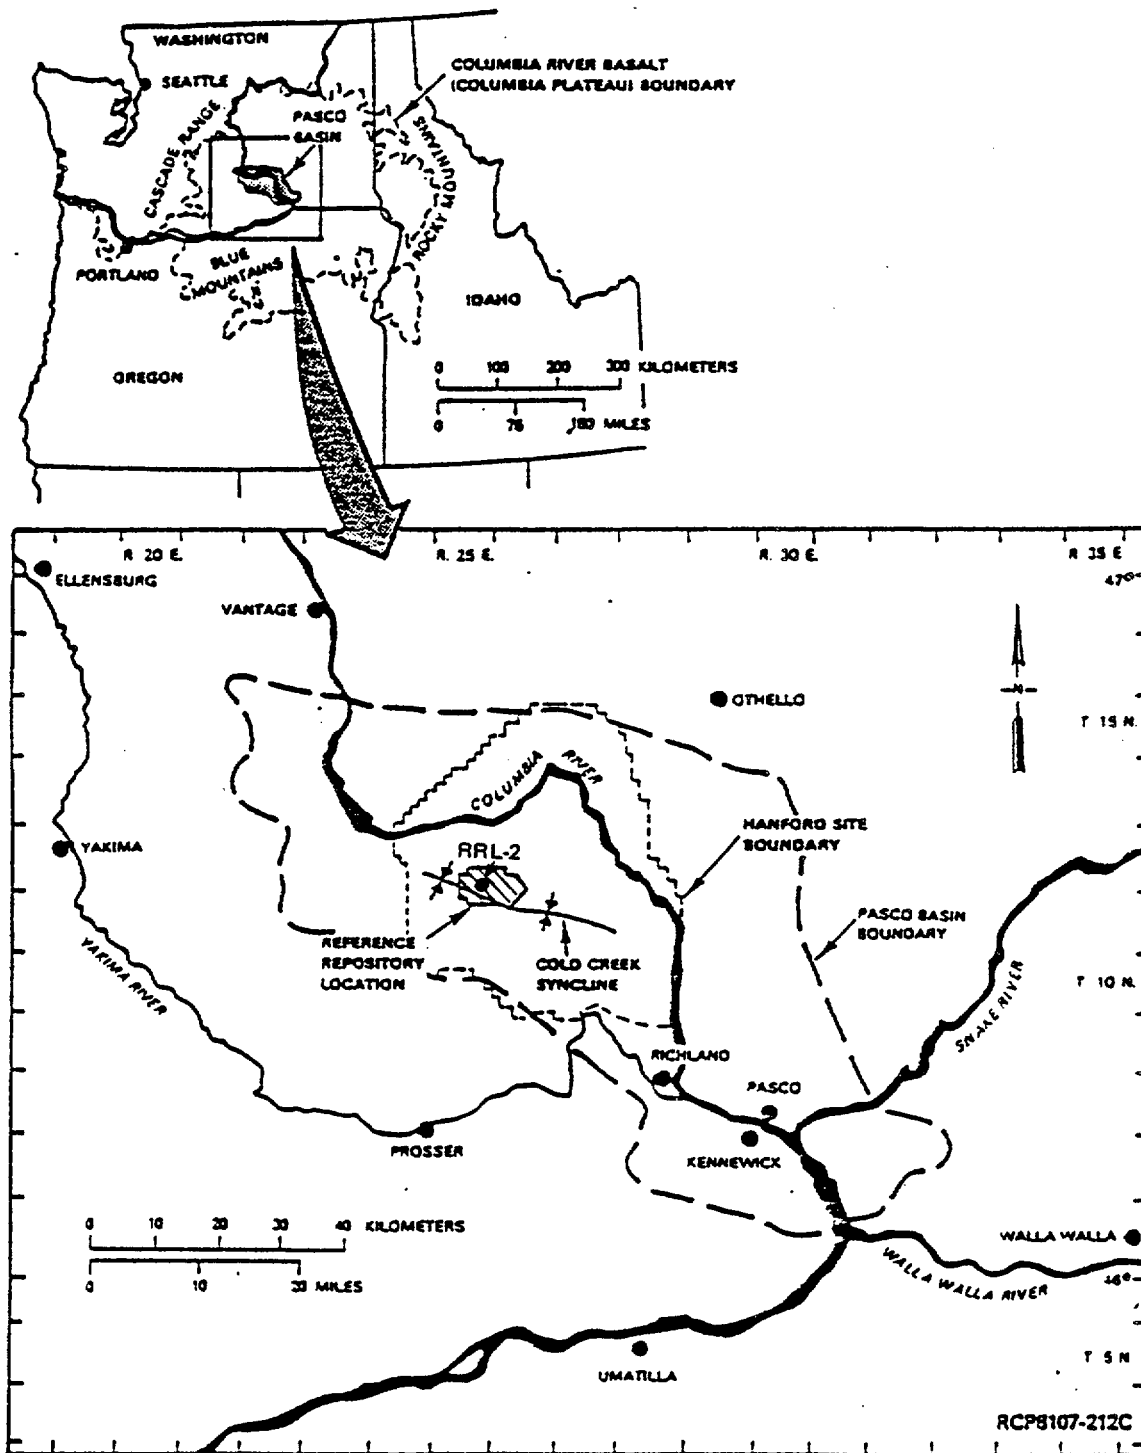 WASHINGTON
SEATTLE
COLUMBIA RIVER BASALT
(COLUMBIA PLATEAU) BOUNDARY
PASCO
BASIN
CASCADE RANGE
ROCKY MOUNTIANS
PORTLAND
BLUE
MOUNTAINS
IDAHO
OREGON
0 100 200 300 KILOMETERS
0 75 150 MILES
R. 20 E. R. 25 E. R. 30 E. R 35 E
ELLENSBURG
47°
VANTAGE
N
OTHELLO
T 15 N.
COLUMBIA RIVER
HANFORD SITE
BOUNDARY
YAKIMA
RRL-2
PASCO BASIN
BOUNDARY
REFERENCE
REPOSITORY
LOCATION
COLD CREEK
SYNCLINE
YAKIMA RIVER
SNAKE RIVER
T 10 N.
RICHLAND
PASCO
PROSSER
KENNEWICK
0 10 20 30 40 KILOMETERS
0 10 20 MILES
WALLA WALLA
WALLA WALLA RIVER
46°
UMATILLA
T 5 N
RCP8107-212C